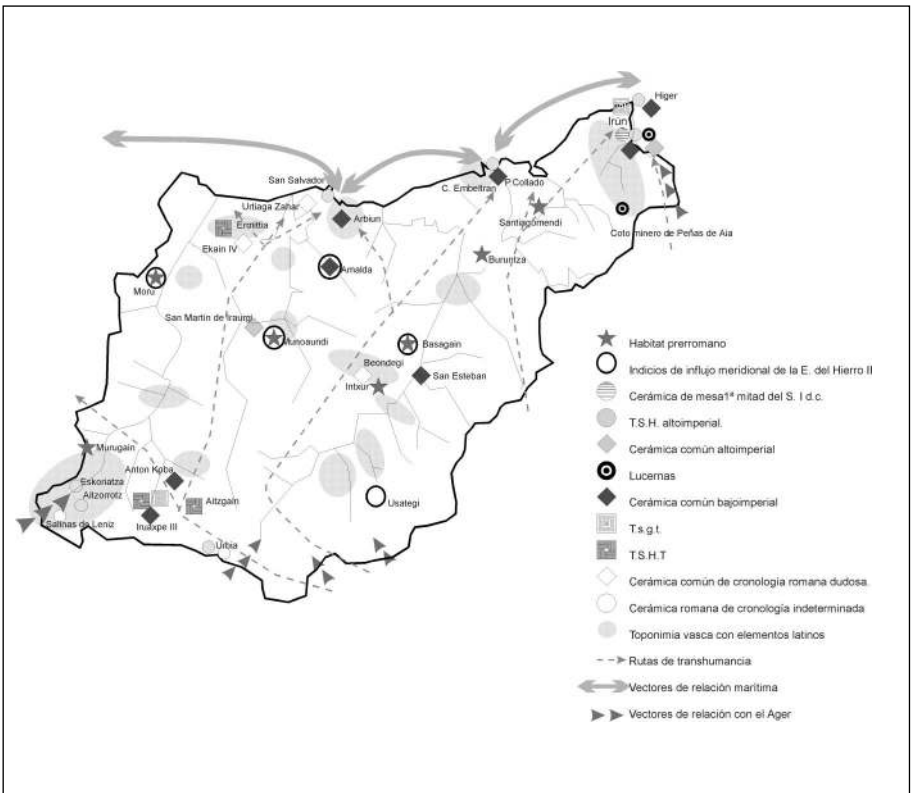 Higer
Irún
San Salvador
C. Embeltran
P.Collado
Urtiaga Zahar
Ermittia
Arbiun
Santiagomendi
Coto minero de Peñas de Aia
Ekain IV
Buruntza
Amalda
Moru
San Martin de Iraurgi
Munoaundi
Basagain
Beondegi
San Esteban
Intxur
Murugain
Anton Koba
Eskoriatza
Aitzorrotz
Aitzgain
Usategi
Salinas de Leniz
Iruaxpe III
Urbia
Habitat prerromano
Indicios de influjo meridional de la E. del Hierro II
Cerámica de mesa1ª mitad del S. I d.c.
T.S.H. altoimperial.
Cerámica común altoimperial
Lucernas
Cerámica común bajoimperial
T.s.g.t.
T.S.H.T
Cerámica común de cronología romana dudosa.
Cerámica romana de cronología indeterminada
Toponimia vasca con elementos latinos
Rutas de transhumancia
Vectores de relación marítima
Vectores de relación con el Ager